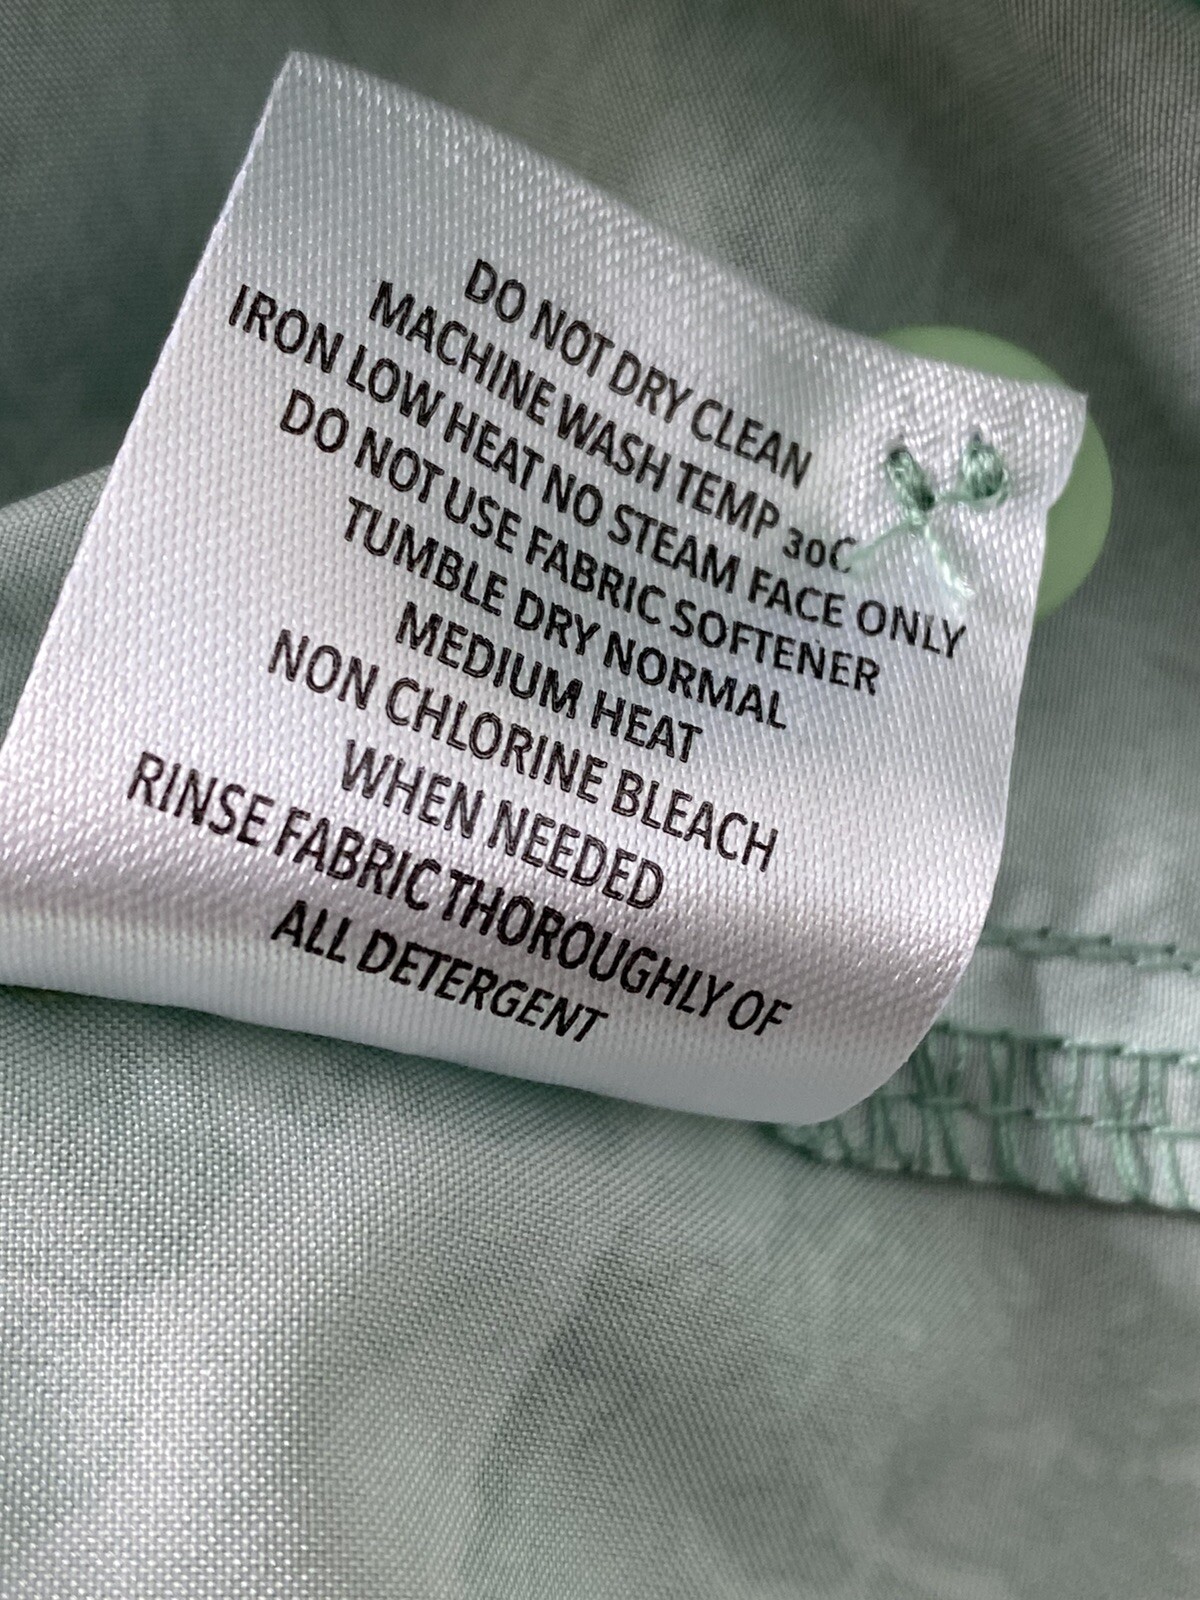 DO NOT DRY CLEAN
MACHINE WASH TEMP 30C
IRON LOW HEAT NO STEAM FACE ONLY
DO NOT USE FABRIC SOFTENER
TUMBLE DRY NORMAL
MEDIUM HEAT
NON CHLORINE BLEACH
WHEN NEEDED
RINSE FABRIC THOROUGHLY OF
ALL DETERGENT